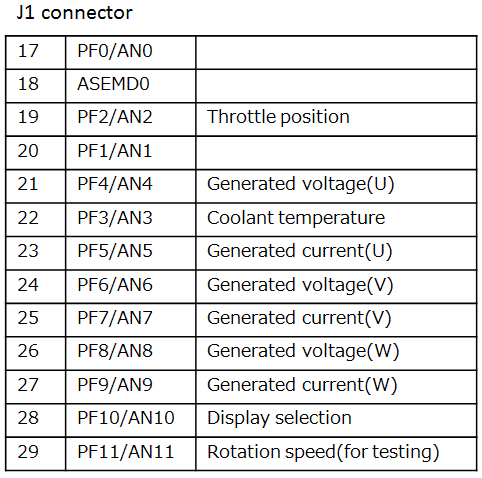 J1 connector
17 PF0/AN0
18 ASEMD0
19 PF2/AN2 Throttle position
20 PF1/AN1
21 PF4/AN4 Generated voltage(U)
22 PF3/AN3 Coolant temperature
23 PF5/AN5 Generated current(U)
24 PF6/AN6 Generated voltage(V)
25 PF7/AN7 Generated current(V)
26 PF8/AN8 Generated voltage(W)
27 PF9/AN9 Generated current(W)
28 PF10/AN10 Display selection
29 PF11/AN11 Rotation speed(for testing)